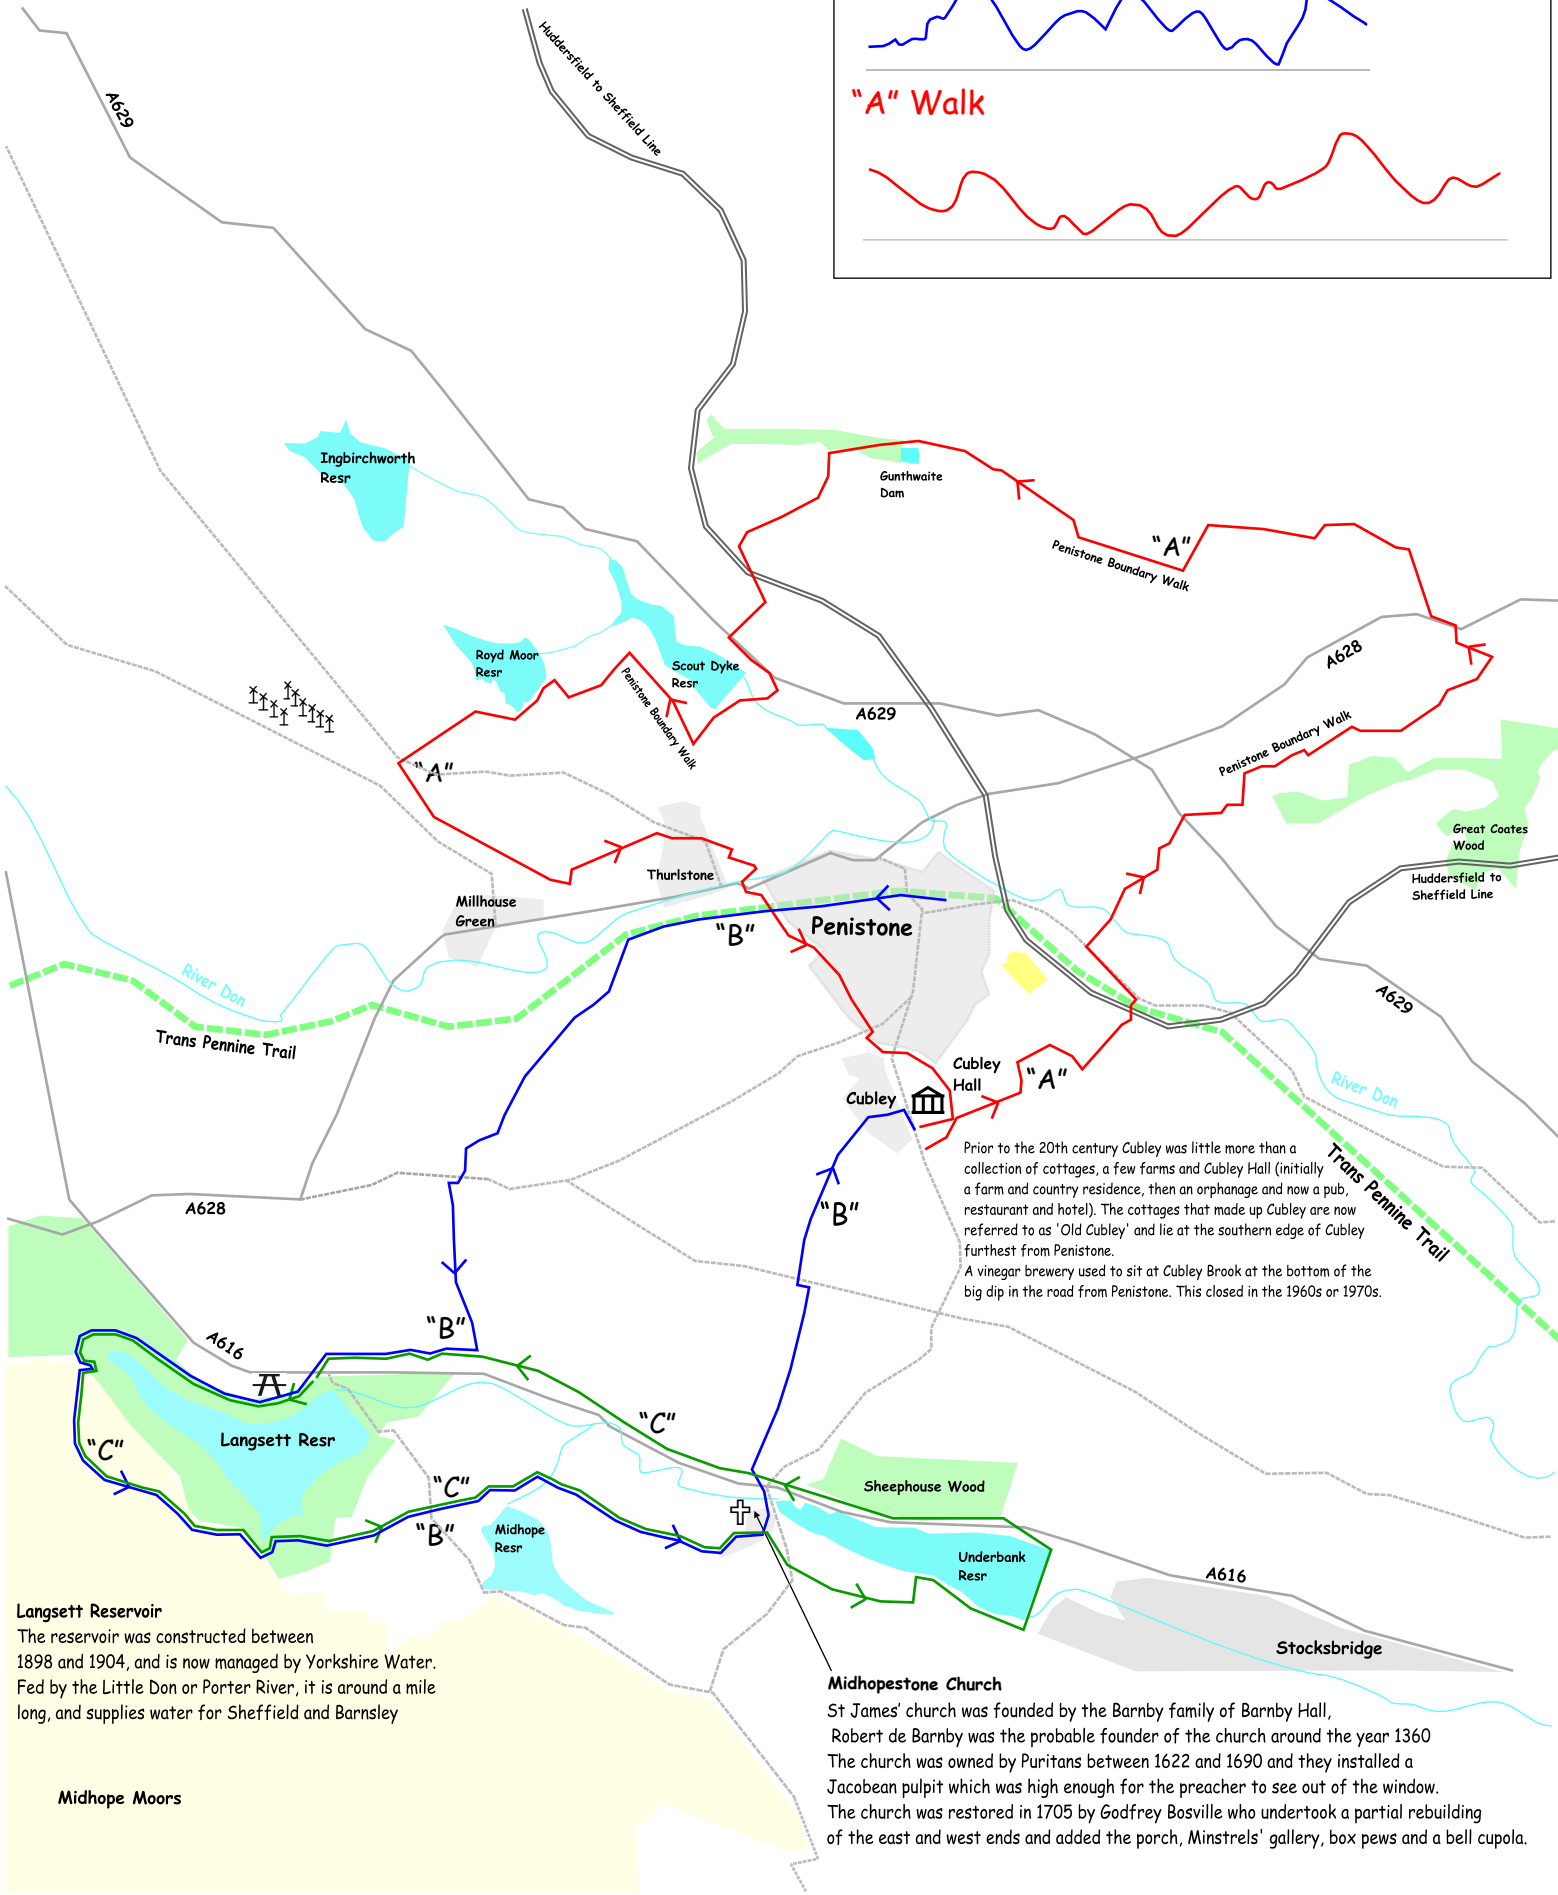 “A” Walk
A629
Huddersfield to Sheffield Line
Ingbirchworth
Resr
Gunthwaite
Dam
“A”
Penistone Boundary Walk
Royd Moor
Resr
Scout Dyke
Resr
Penistone Boundary Walk
A628
A629
Penistone Boundary Walk
“A”
Great Coates
Wood
Huddersfield to
Sheffield Line
Thurlstone
Millhouse
Green
Penistone
“B”
River Don
Trans Pennine Trail
A629
Cubley
Hall
“A”
Cubley
River Don
Prior to the 20th century Cubley was little more than a
collection of cottages, a few farms and Cubley Hall (initially
a farm and country residence, then an orphanage and now a pub,
restaurant and hotel). The cottages that made up Cubley are now
referred to as 'Old Cubley' and lie at the southern edge of Cubley
furthest from Penistone.
A vinegar brewery used to sit at Cubley Brook at the bottom of the
big dip in the road from Penistone. This closed in the 1960s or 1970s.
Trans Pennine Trail
A628
“B”
“B”
A616
“C”
Langsett Resr
“C”
“C”
“B”
Sheephouse Wood
Midhope
Resr
Underbank
Resr
A616
Stocksbridge
Langsett Reservoir
The reservoir was constructed between
1898 and 1904, and is now managed by Yorkshire Water.
Fed by the Little Don or Porter River, it is around a mile
long, and supplies water for Sheffield and Barnsley
Midhope Moors
Midhopestone Church
St James’ church was founded by the Barnby family of Barnby Hall,
Robert de Barnby was the probable founder of the church around the year 1360
The church was owned by Puritans between 1622 and 1690 and they installed a
Jacobean pulpit which was high enough for the preacher to see out of the window.
The church was restored in 1705 by Godfrey Bosville who undertook a partial rebuilding
of the east and west ends and added the porch, Minstrels' gallery, box pews and a bell cupola.